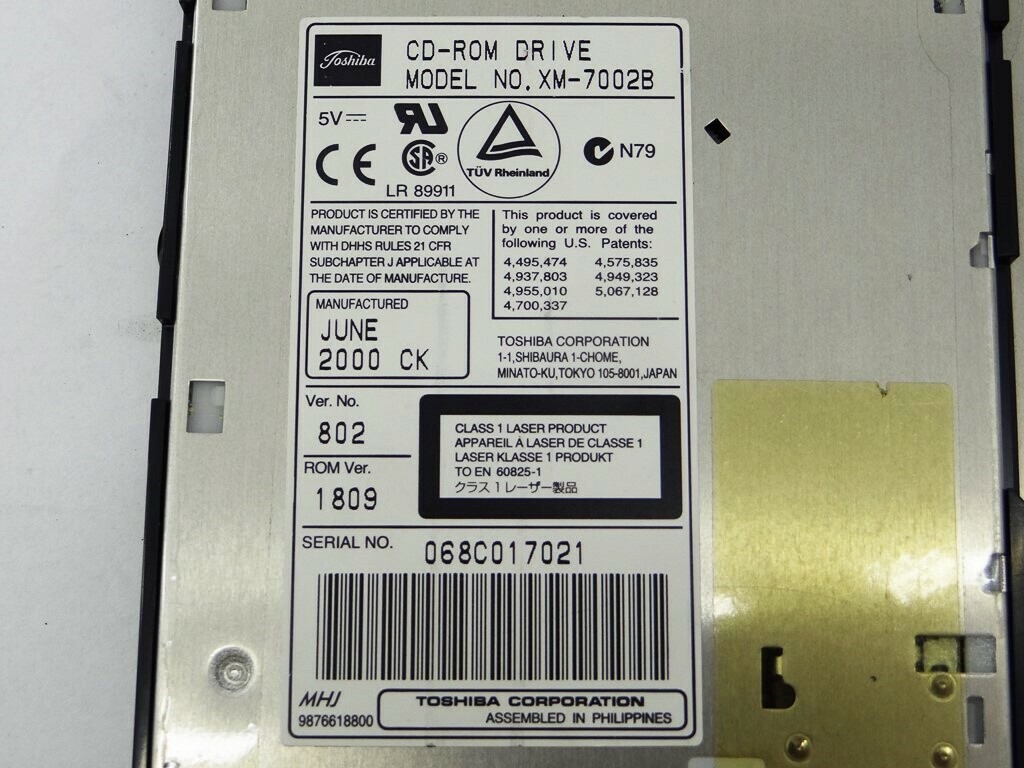 Toshiba
CD-ROM DRIVE
MODEL NO. XM-7002B
5V
CE
SA®
LR 89911
TÜV Rheinland
N79
PRODUCT IS CERTIFIED BY THE
MANUFACTURER TO COMPLY
WITH DHHS RULES 21 CFR
SUBCHAPTER J APPLICABLE AT
THE DATE OF MANUFACTURE.
This product is covered
by one or more of the
following U.S. Patents:
4,495,474 4,575,835
4,937,803 4,949,323
4,955,010 5,067,128
4,700,337
MANUFACTURED
JUNE
2000 CK
TOSHIBA CORPORATION
1-1,SHIBAURA 1-CHOME,
MINATO-KU,TOKYO 105-8001,JAPAN
Ver. No.
802
ROM Ver.
1809
CLASS 1 LASER PRODUCT
APPAREIL À LASER DE CLASSE 1
LASER KLASSE 1 PRODUKT
TO EN 60825-1
クラス1レーザー製品
SERIAL NO. 068C017021
MHJ
9876618800
TOSHIBA CORPORATION
ASSEMBLED IN PHILIPPINES